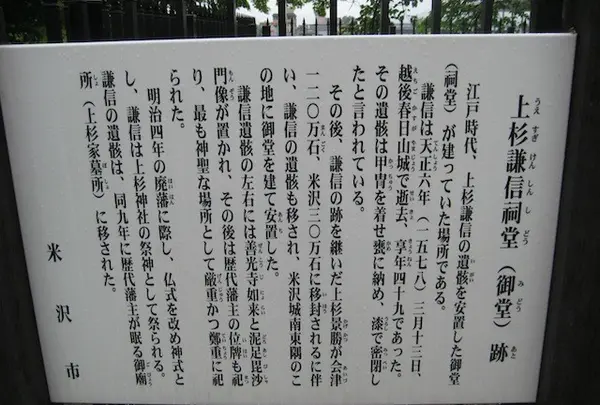 上杉謙信祠堂（御堂）跡
江戸時代、上杉謙信の遺骸を安置した御堂
（祠堂）が建っていた場所である。
謙信は天正六年（一五七八）三月十三日、
越後春日山城で逝去、享年四十九であった。
その遺骸は甲冑を着せ甕に納め、漆で密閉し
たと言われている。
その後、謙信の跡を継いだ上杉景勝が会津
一二〇万石、米沢三〇万石に移封されるに伴
い、謙信の遺骸も移され、米沢城南東隅のこ
の地に御堂を建て安置した。
謙信遺骸の左右には善光寺如来と泥足毘沙
門像が置かれ、その後は歴代藩主の位牌も祀
り、最も神聖な場所として厳重かつ鄭重に祀
られた。
明治四年の廃藩に際し、仏式を改め神式と
し、謙信は上杉神社の祭神として祭られる。
謙信の遺骸は、同九年に歴代藩主が眠る御廟
所（上杉家墓所）に移された。
米沢市